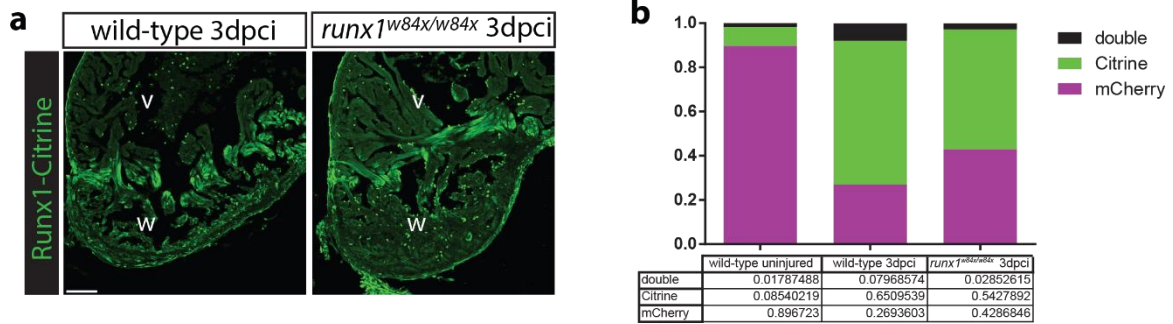 a
wild-type 3dpci
runx1w84x/w84x 3dpci
Runx1-Citrine
v
w
v
w
b
1.0
0.8
0.6
0.4
0.2
0.0
double
Citrine
mCherry
wild-type uninjured wild-type 3dpci runx1w84x/w84x 3dpci
double 0.01787488 0.07968574 0.02852615
Citrine 0.08540219 0.6509539 0.5427892
mCherry 0.896723 0.2693603 0.4286846